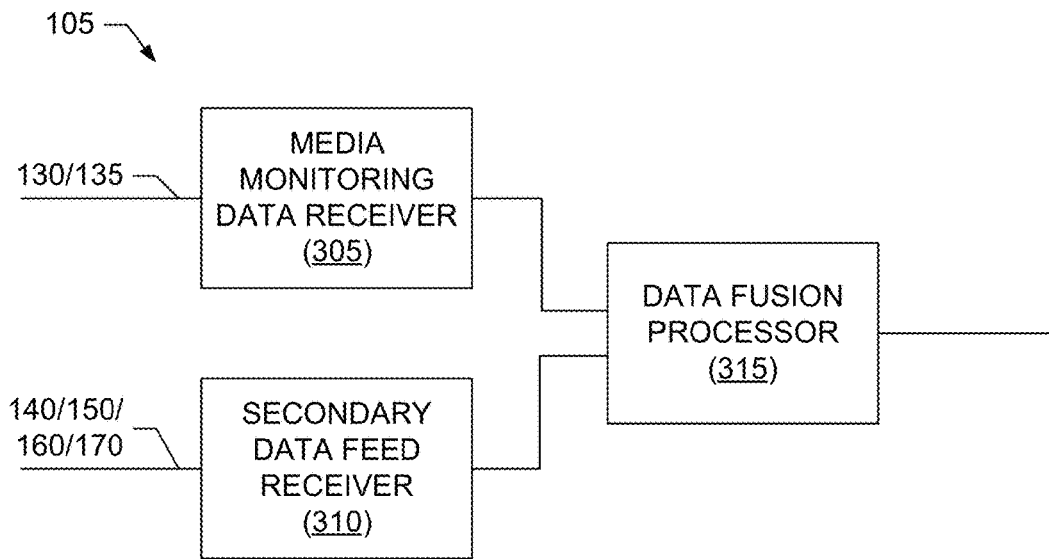 105
130/135
MEDIA
MONITORING
DATA RECEIVER
(305)
DATA FUSION
PROCESSOR
(315)
140/150/
160/170
SECONDARY
DATA FEED
RECEIVER
(310)